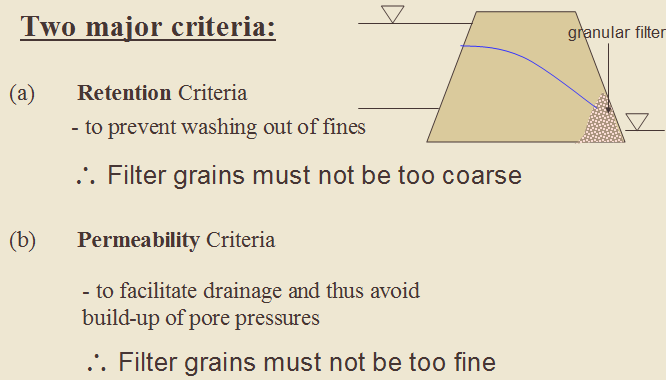 Two major criteria:
granular filter
(a) Retention Criteria
- to prevent washing out of fines
∴ Filter grains must not be too coarse
(b) Permeability Criteria
- to facilitate drainage and thus avoid
build-up of pore pressures
∴ Filter grains must not be too fine